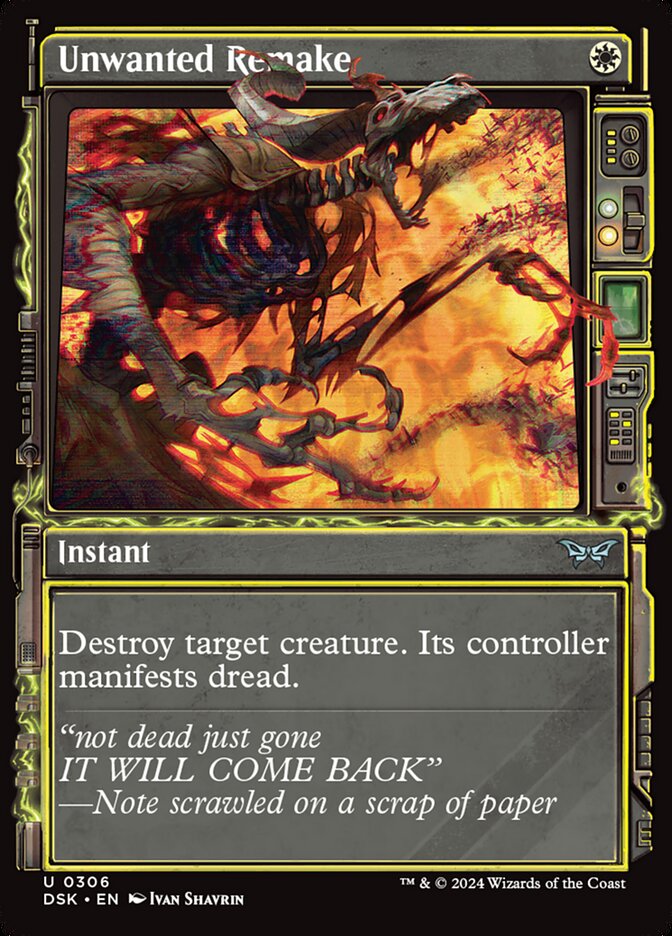 Unwanted Remake
Instant
Destroy target creature. Its controller
manifests dread.
“not dead just gone
IT WILL COME BACK”
—Note scrawled on a scrap of paper
U 0306
DSK • EN Ivan Shavrin
™ & © 2024 Wizards of the Coast